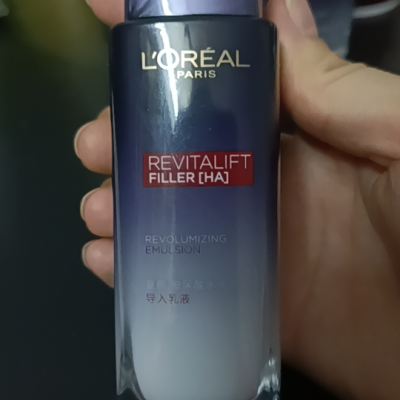 L'ORÉAL
PARIS
REVITALIFT
FILLER [HA]
REVOLUMIZING
EMULSION
导入乳液